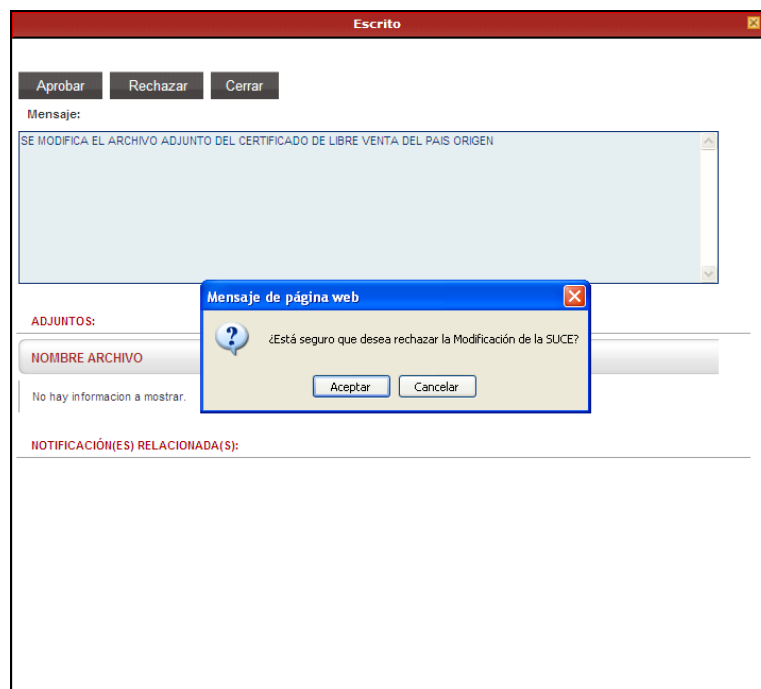 Escrito
Aprobar Rechazar Cerrar
Mensaje:
SE MODIFICA EL ARCHIVO ADJUNTO DEL CERTIFICADO DE LIBRE VENTA DEL PAIS ORIGEN
Mensaje de página web
¿Está seguro que desea rechazar la Modificación de la SUCE?
Aceptar Cancelar
ADJUNTOS:
NOMBRE ARCHIVO
No hay informacion a mostrar.
NOTIFICACIÓN(ES) RELACIONADA(S):